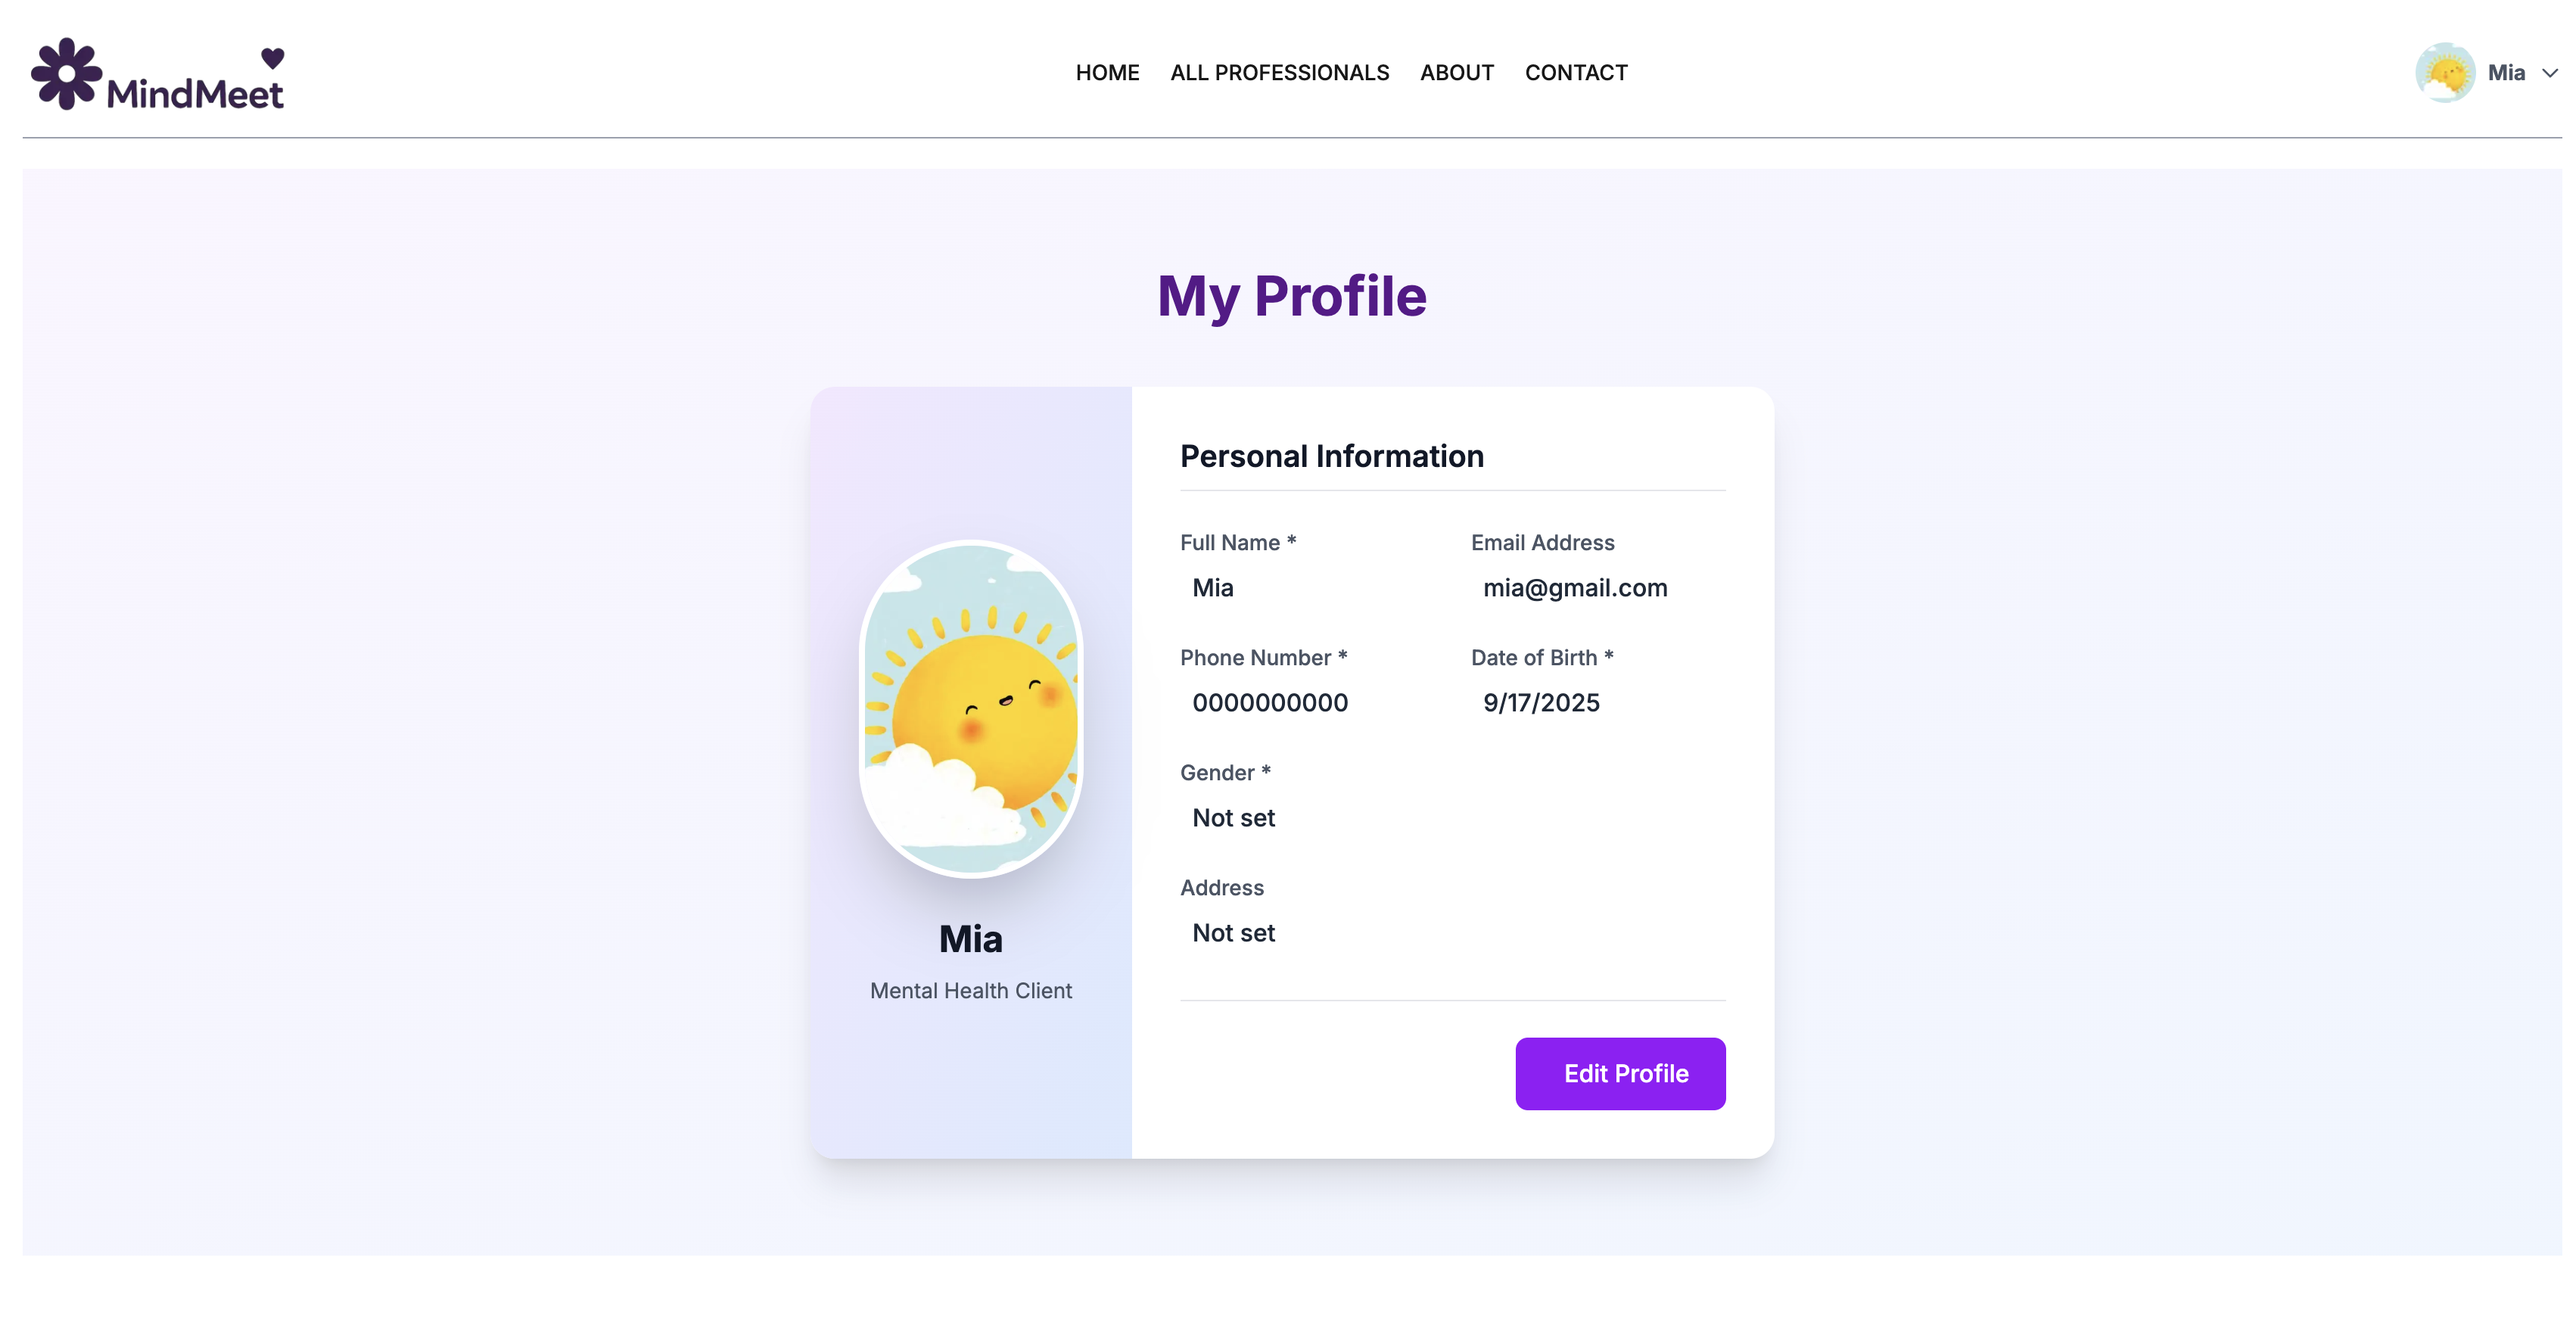 MindMeet
HOME ALL PROFESSIONALS ABOUT CONTACT
Mia
My Profile
Mia
Mental Health Client
Personal Information
Full Name *
Mia
Email Address
mia@gmail.com
Phone Number *
0000000000
Date of Birth *
9/17/2025
Gender *
Not set
Address
Not set
Edit Profile